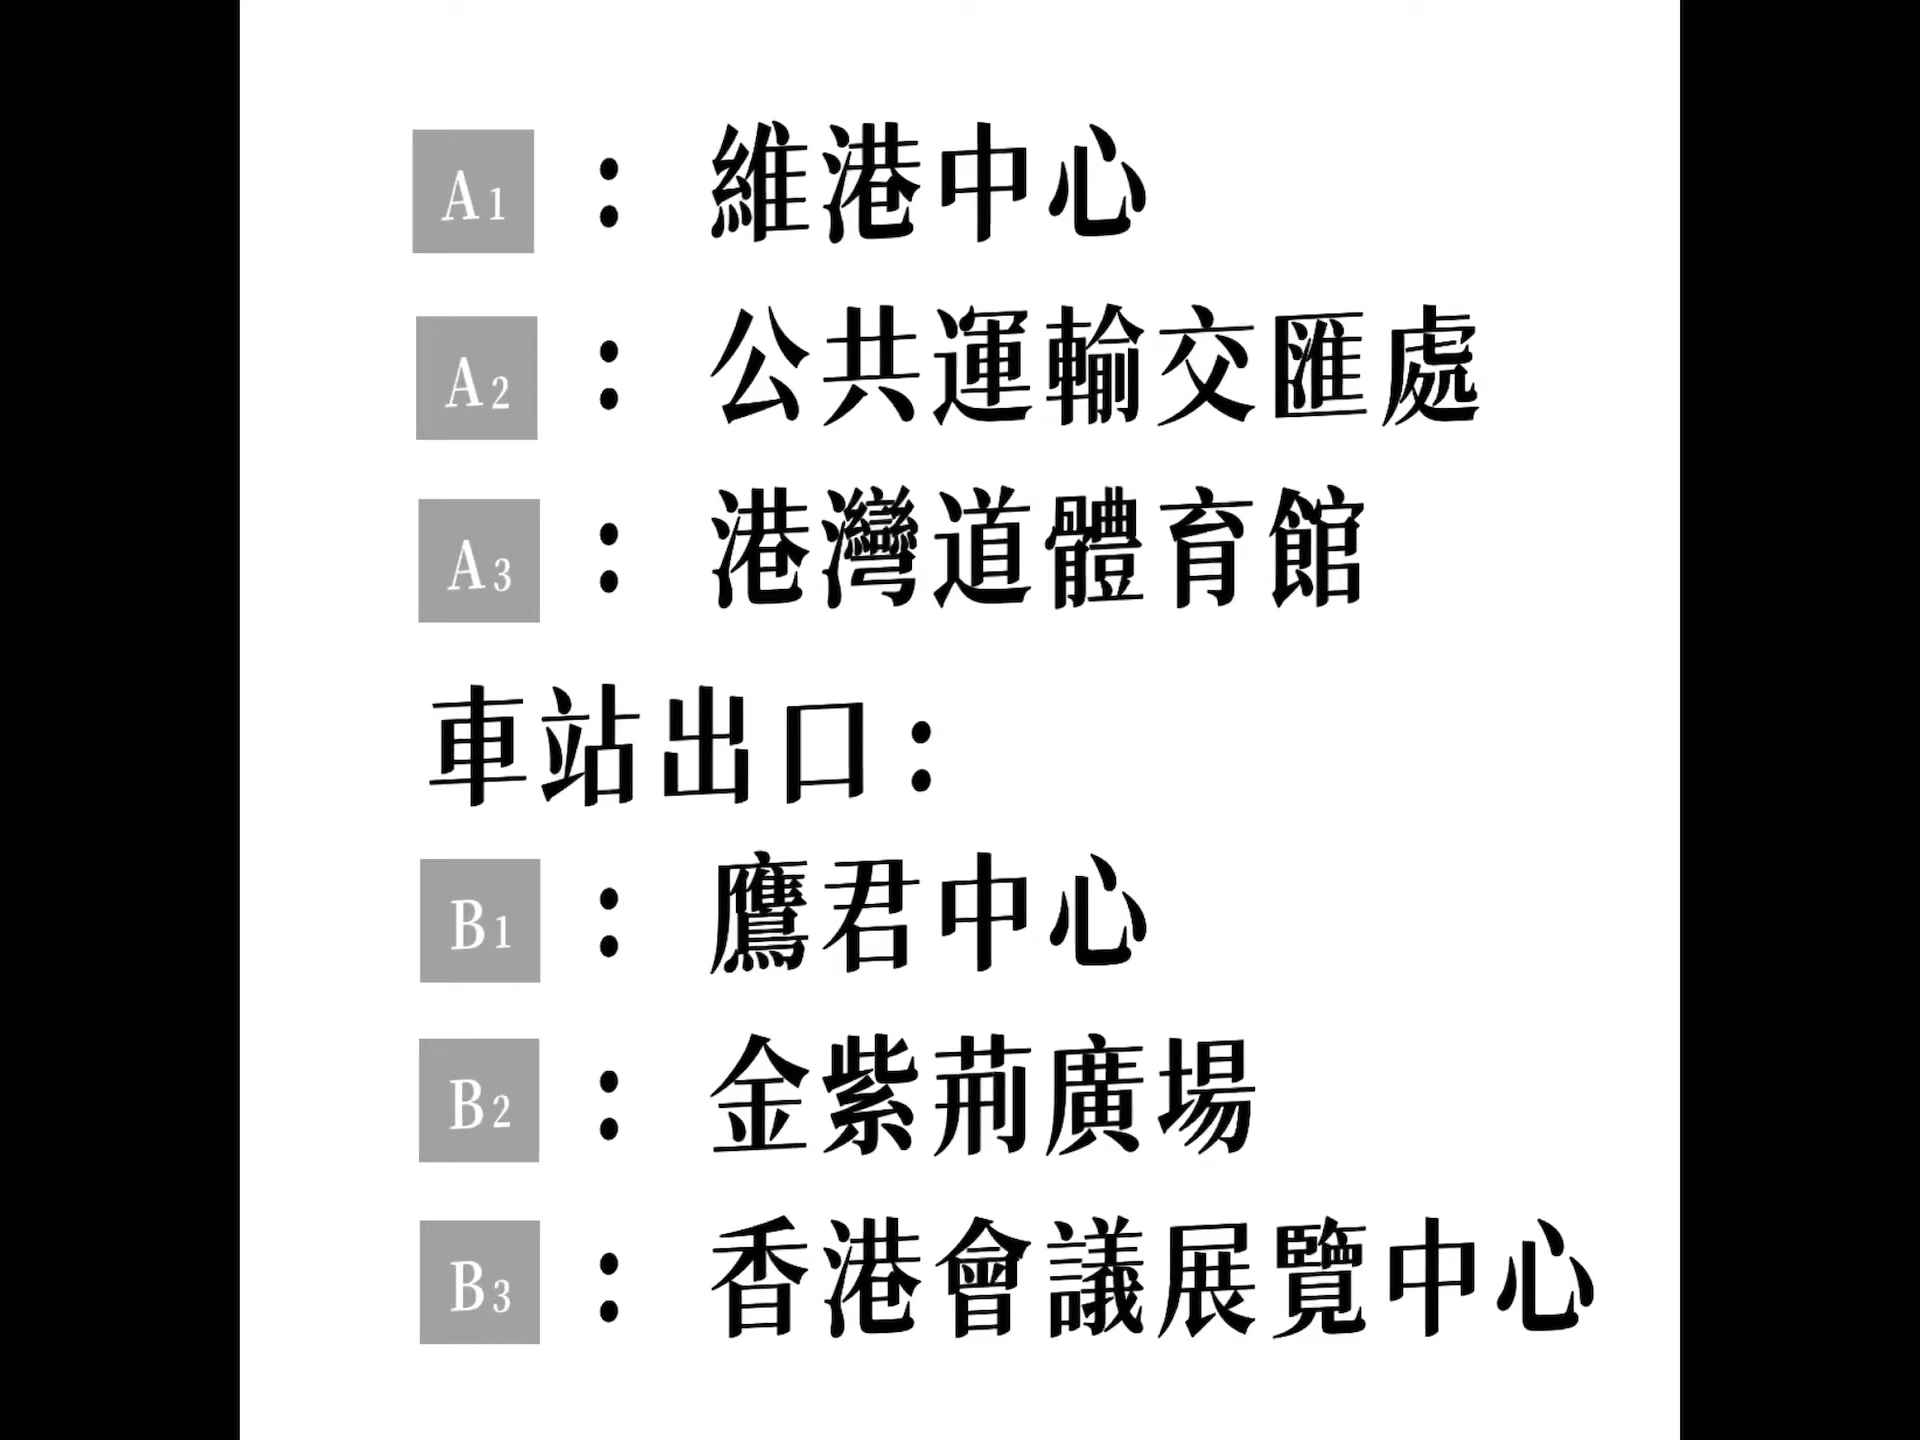 A1：維港中心
A2：公共運輸交匯處
A3：港灣道體育館
車站出口：
B1：鷹君中心
B2：金紫荊廣場
B3：香港會議展覽中心